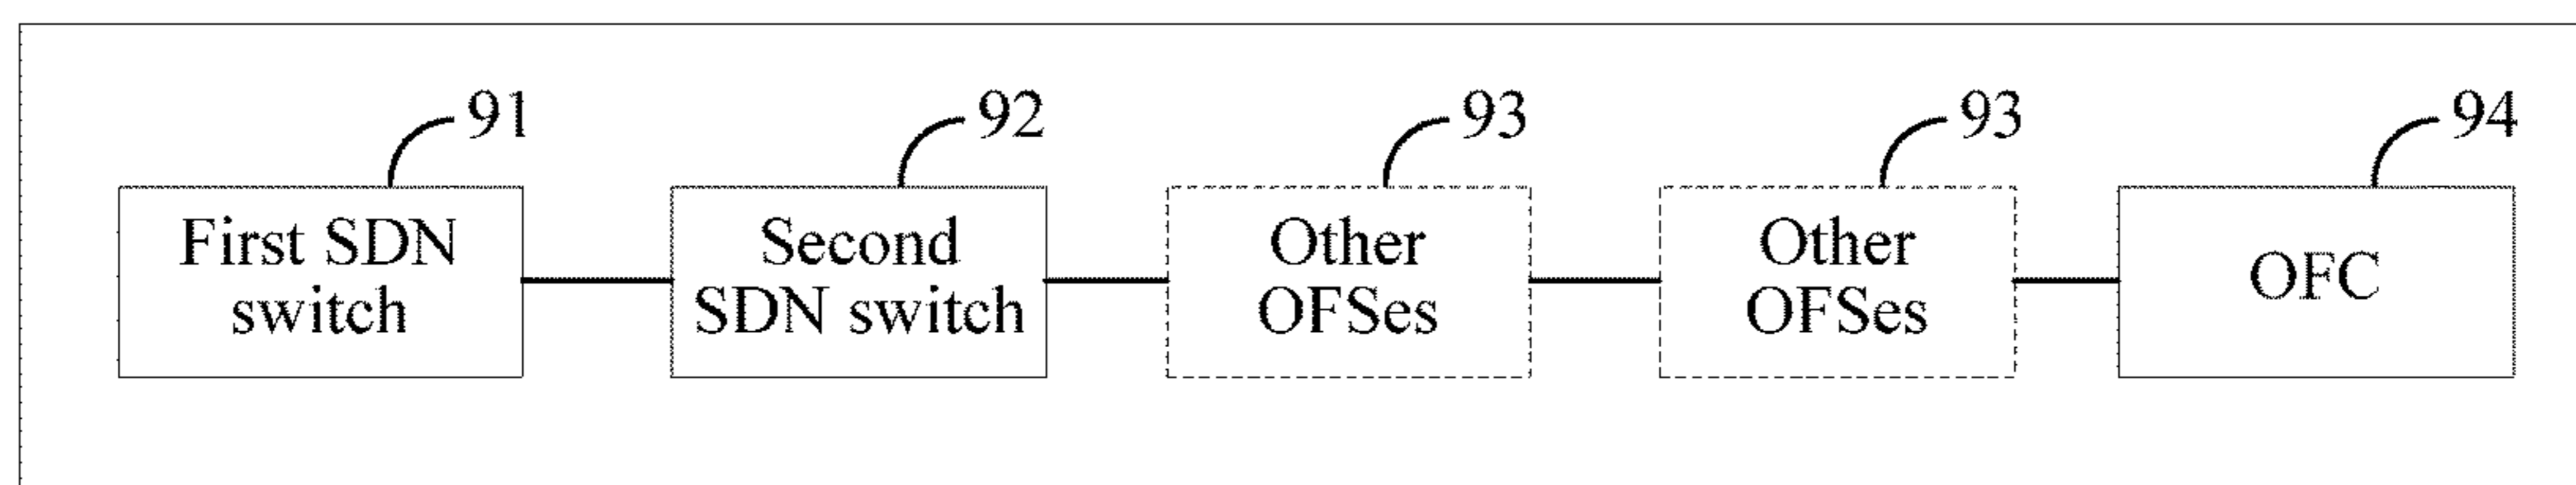 91
92
93
93
94
First SDN
switch
Second
SDN switch
Other
OFSes
Other
OFSes
OFC